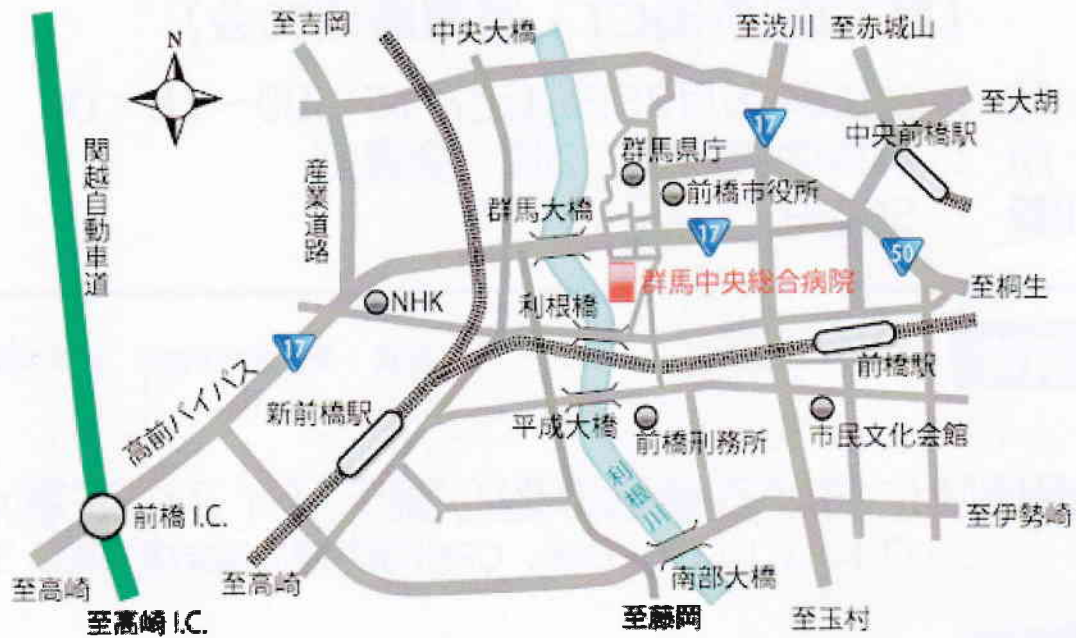 至吉岡
中央大橋
至渋川
至赤城山
N
至大胡
17
中央前橋駅
関越自動車道
産業道路
群馬県庁
前橋市役所
群馬大橋
17
50
群馬中央総合病院
至桐生
NHK
利根橋
17
前橋駅
高前バイパス
新前橋駅
平成大橋
前橋刑務所
市民文化会館
利根川
前橋 I.C.
至伊勢崎
至高崎
至高崎
南部大橋
至高崎 I.C.
至藤岡
至玉村